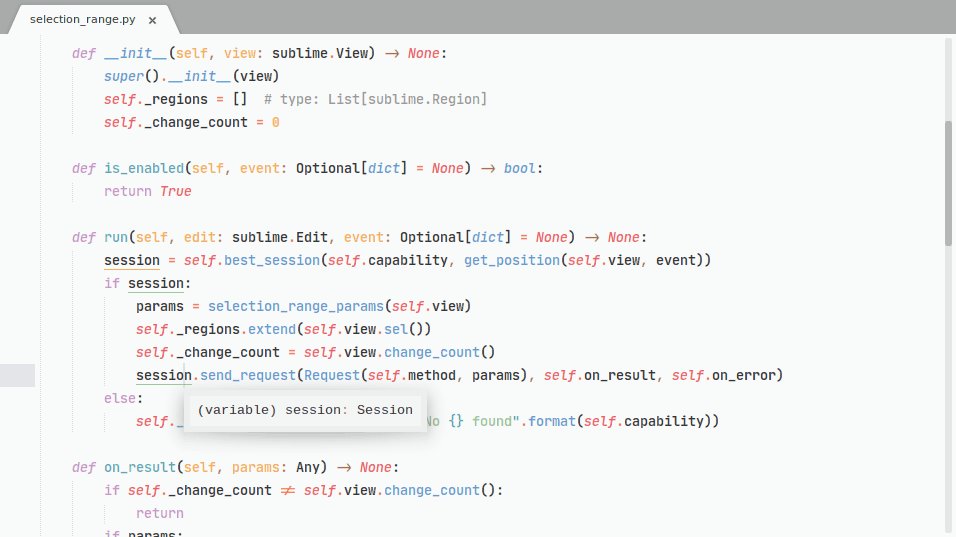 selection_range.py ×
def __init__(self, view: sublime.View) -> None:
super().__init__(view)
self._regions = [] # type: List[sublime.Region]
self._change_count = 0
def is_enabled(self, event: Optional[dict] = None) -> bool:
return True
def run(self, edit: sublime.Edit, event: Optional[dict] = None) -> None:
session = self.best_session(self.capability, get_position(self.view, event))
if session:
params = selection_range_params(self.view)
self._regions.extend(self.view.sel())
self._change_count = self.view.change_count()
session.send_request(Request(self.method, params), self.on_result, self.on_error)
else:
(variable) session: Session
self._ {} found".format(self.capability))
def on_result(self, params: Any) -> None:
if self._change_count != self.view.change_count():
return
if params: